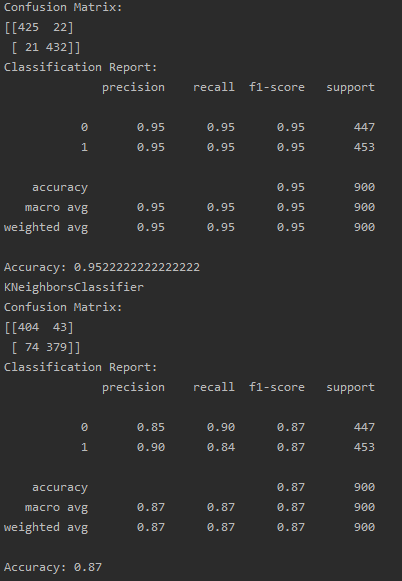 Confusion Matrix:
[[425  22]
 [ 21 432]]
Classification Report:
              precision    recall  f1-score   support

           0       0.95      0.95      0.95       447
           1       0.95      0.95      0.95       453

    accuracy                           0.95       900
   macro avg       0.95      0.95      0.95       900
weighted avg       0.95      0.95      0.95       900

Accuracy: 0.9522222222222222
KNeighborsClassifier
Confusion Matrix:
[[404  43]
 [ 74 379]]
Classification Report:
              precision    recall  f1-score   support

           0       0.85      0.90      0.87       447
           1       0.90      0.84      0.87       453

    accuracy                           0.87       900
   macro avg       0.87      0.87      0.87       900
weighted avg       0.87      0.87      0.87       900

Accuracy: 0.87